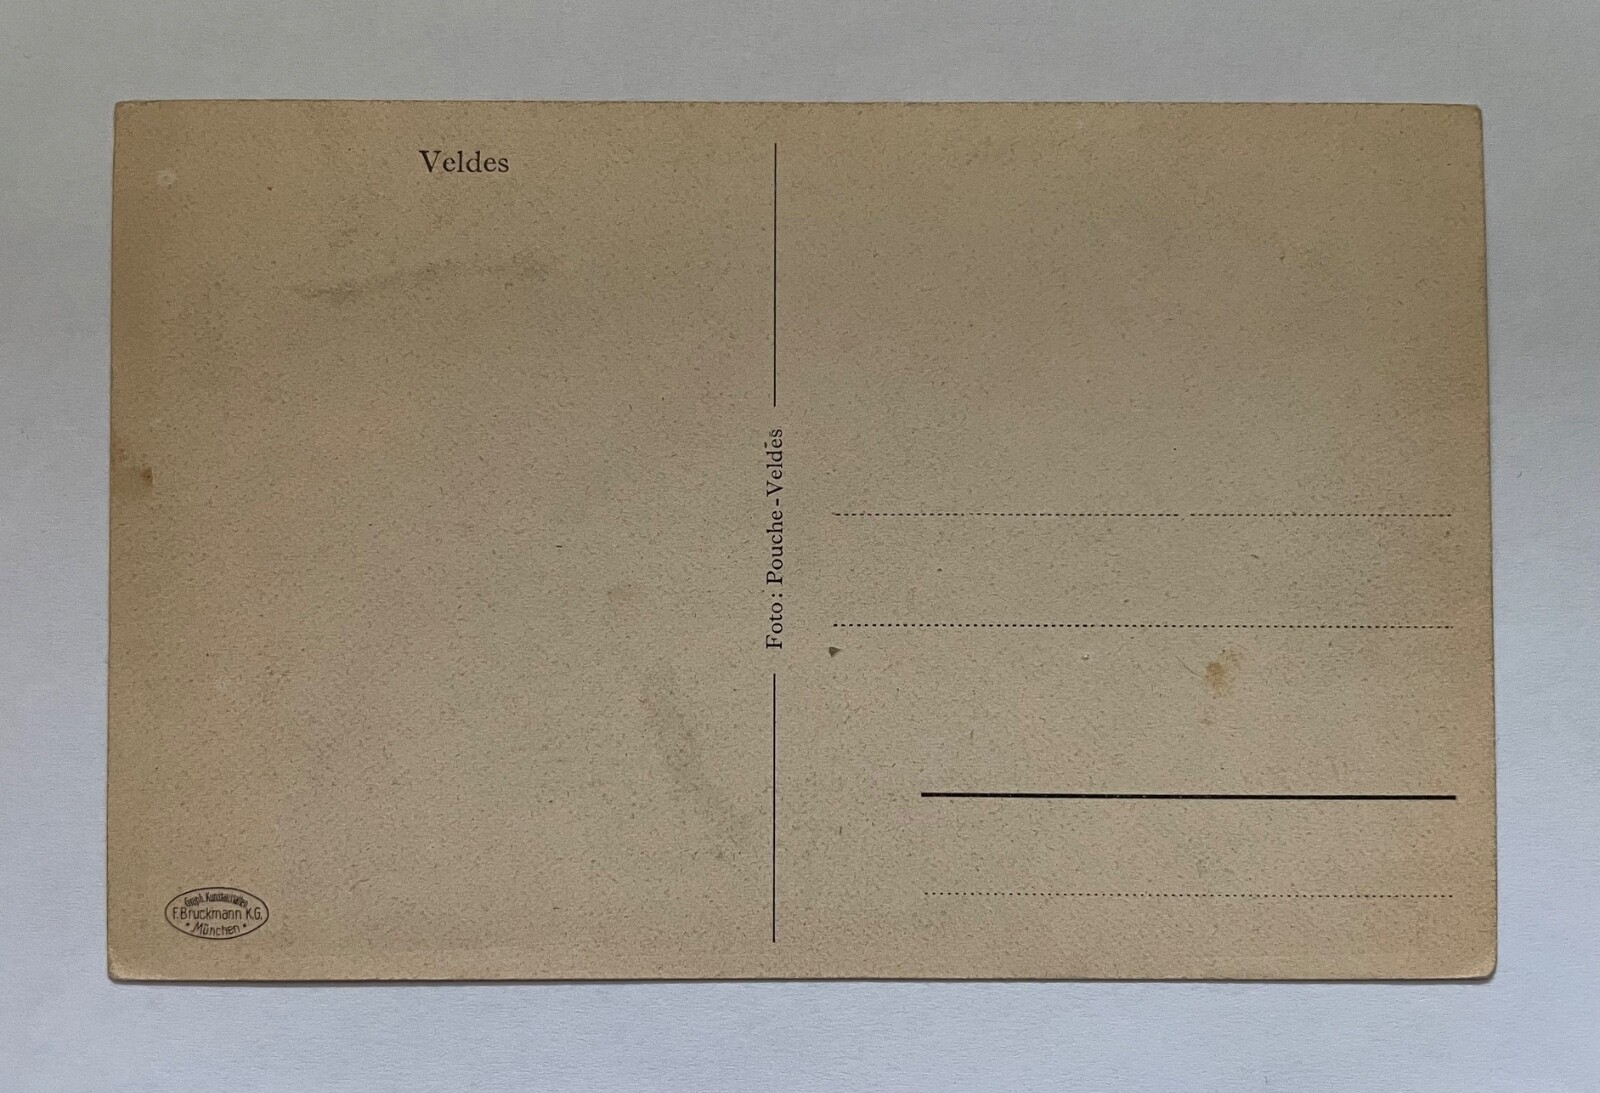 Veldes
Foto: Pouche-Veldes
Graph. Kunstanstalten
F. Bruckmann K.G.
München